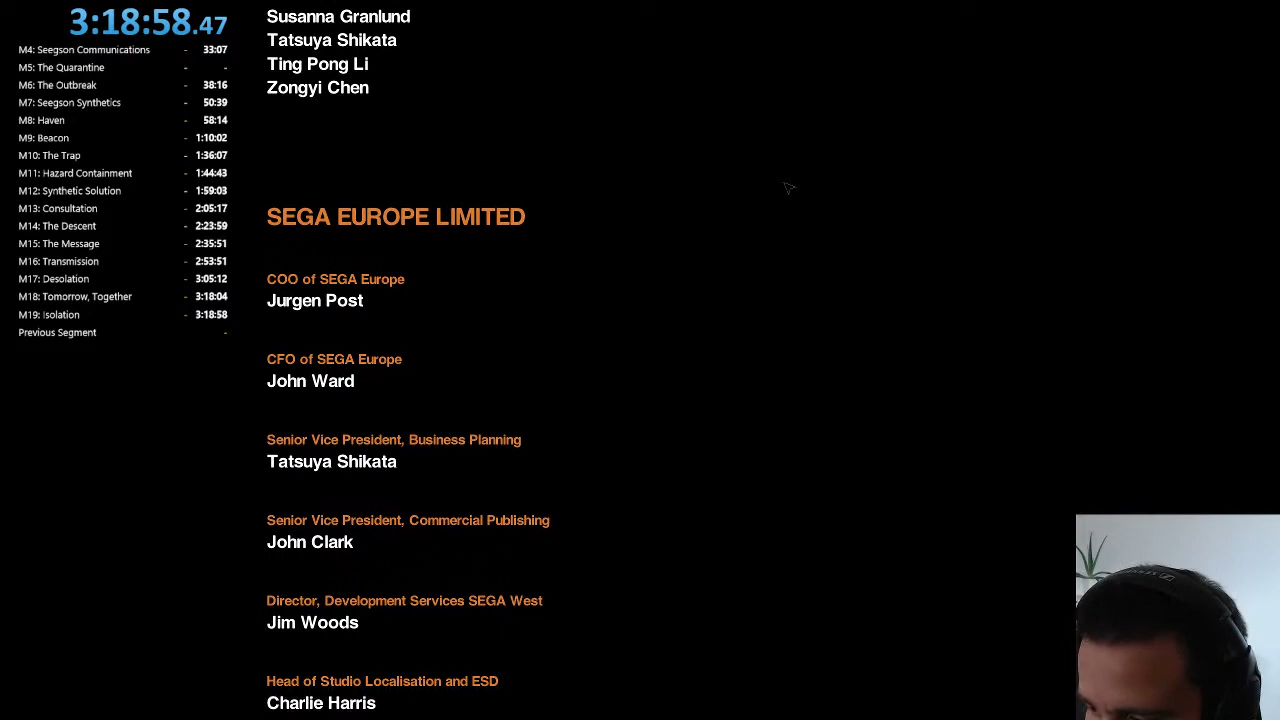 3:18:58.47
M4: Seegson Communications - 33:07
M5: The Quarantine - -
M6: The Outbreak - 38:16
M7: Seegson Synthetics - 50:39
M8: Haven - 58:14
M9: Beacon - 1:10:02
M10: The Trap - 1:36:07
M11: Hazard Containment - 1:44:43
M12: Synthetic Solution - 1:59:03
M13: Consultation - 2:05:17
M14: The Descent - 2:23:59
M15: The Message - 2:35:51
M16: Transmission - 2:53:51
M17: Desolation - 3:05:12
M18: Tomorrow, Together - 3:18:04
M19: Isolation - 3:18:58
Previous Segment -
Susanna Granlund
Tatsuya Shikata
Ting Pong Li
Zongyi Chen
SEGA EUROPE LIMITED
COO of SEGA Europe
Jurgen Post
CFO of SEGA Europe
John Ward
Senior Vice President, Business Planning
Tatsuya Shikata
Senior Vice President, Commercial Publishing
John Clark
Director, Development Services SEGA West
Jim Woods
Head of Studio Localisation and ESD
Charlie Harris